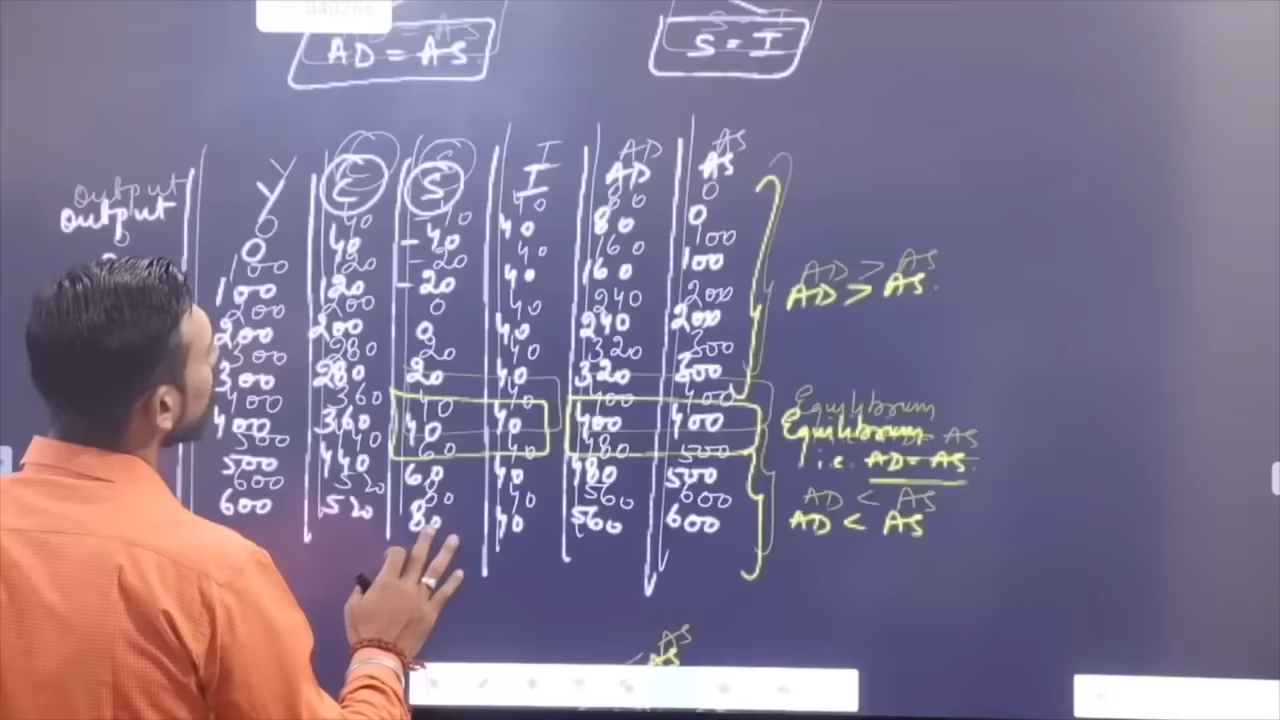 AD = AS
S = I
Output Y C S I AD AS
0 40 -40 40 80 0
100 120 -20 40 160 100
200 200 0 40 240 200
300 280 20 40 320 300
400 360 40 40 400 400
500 440 60 40 480 500
600 520 80 40 560 600
AD > AS
Equilibrum
i.e. AD = AS
AD < AS
AS